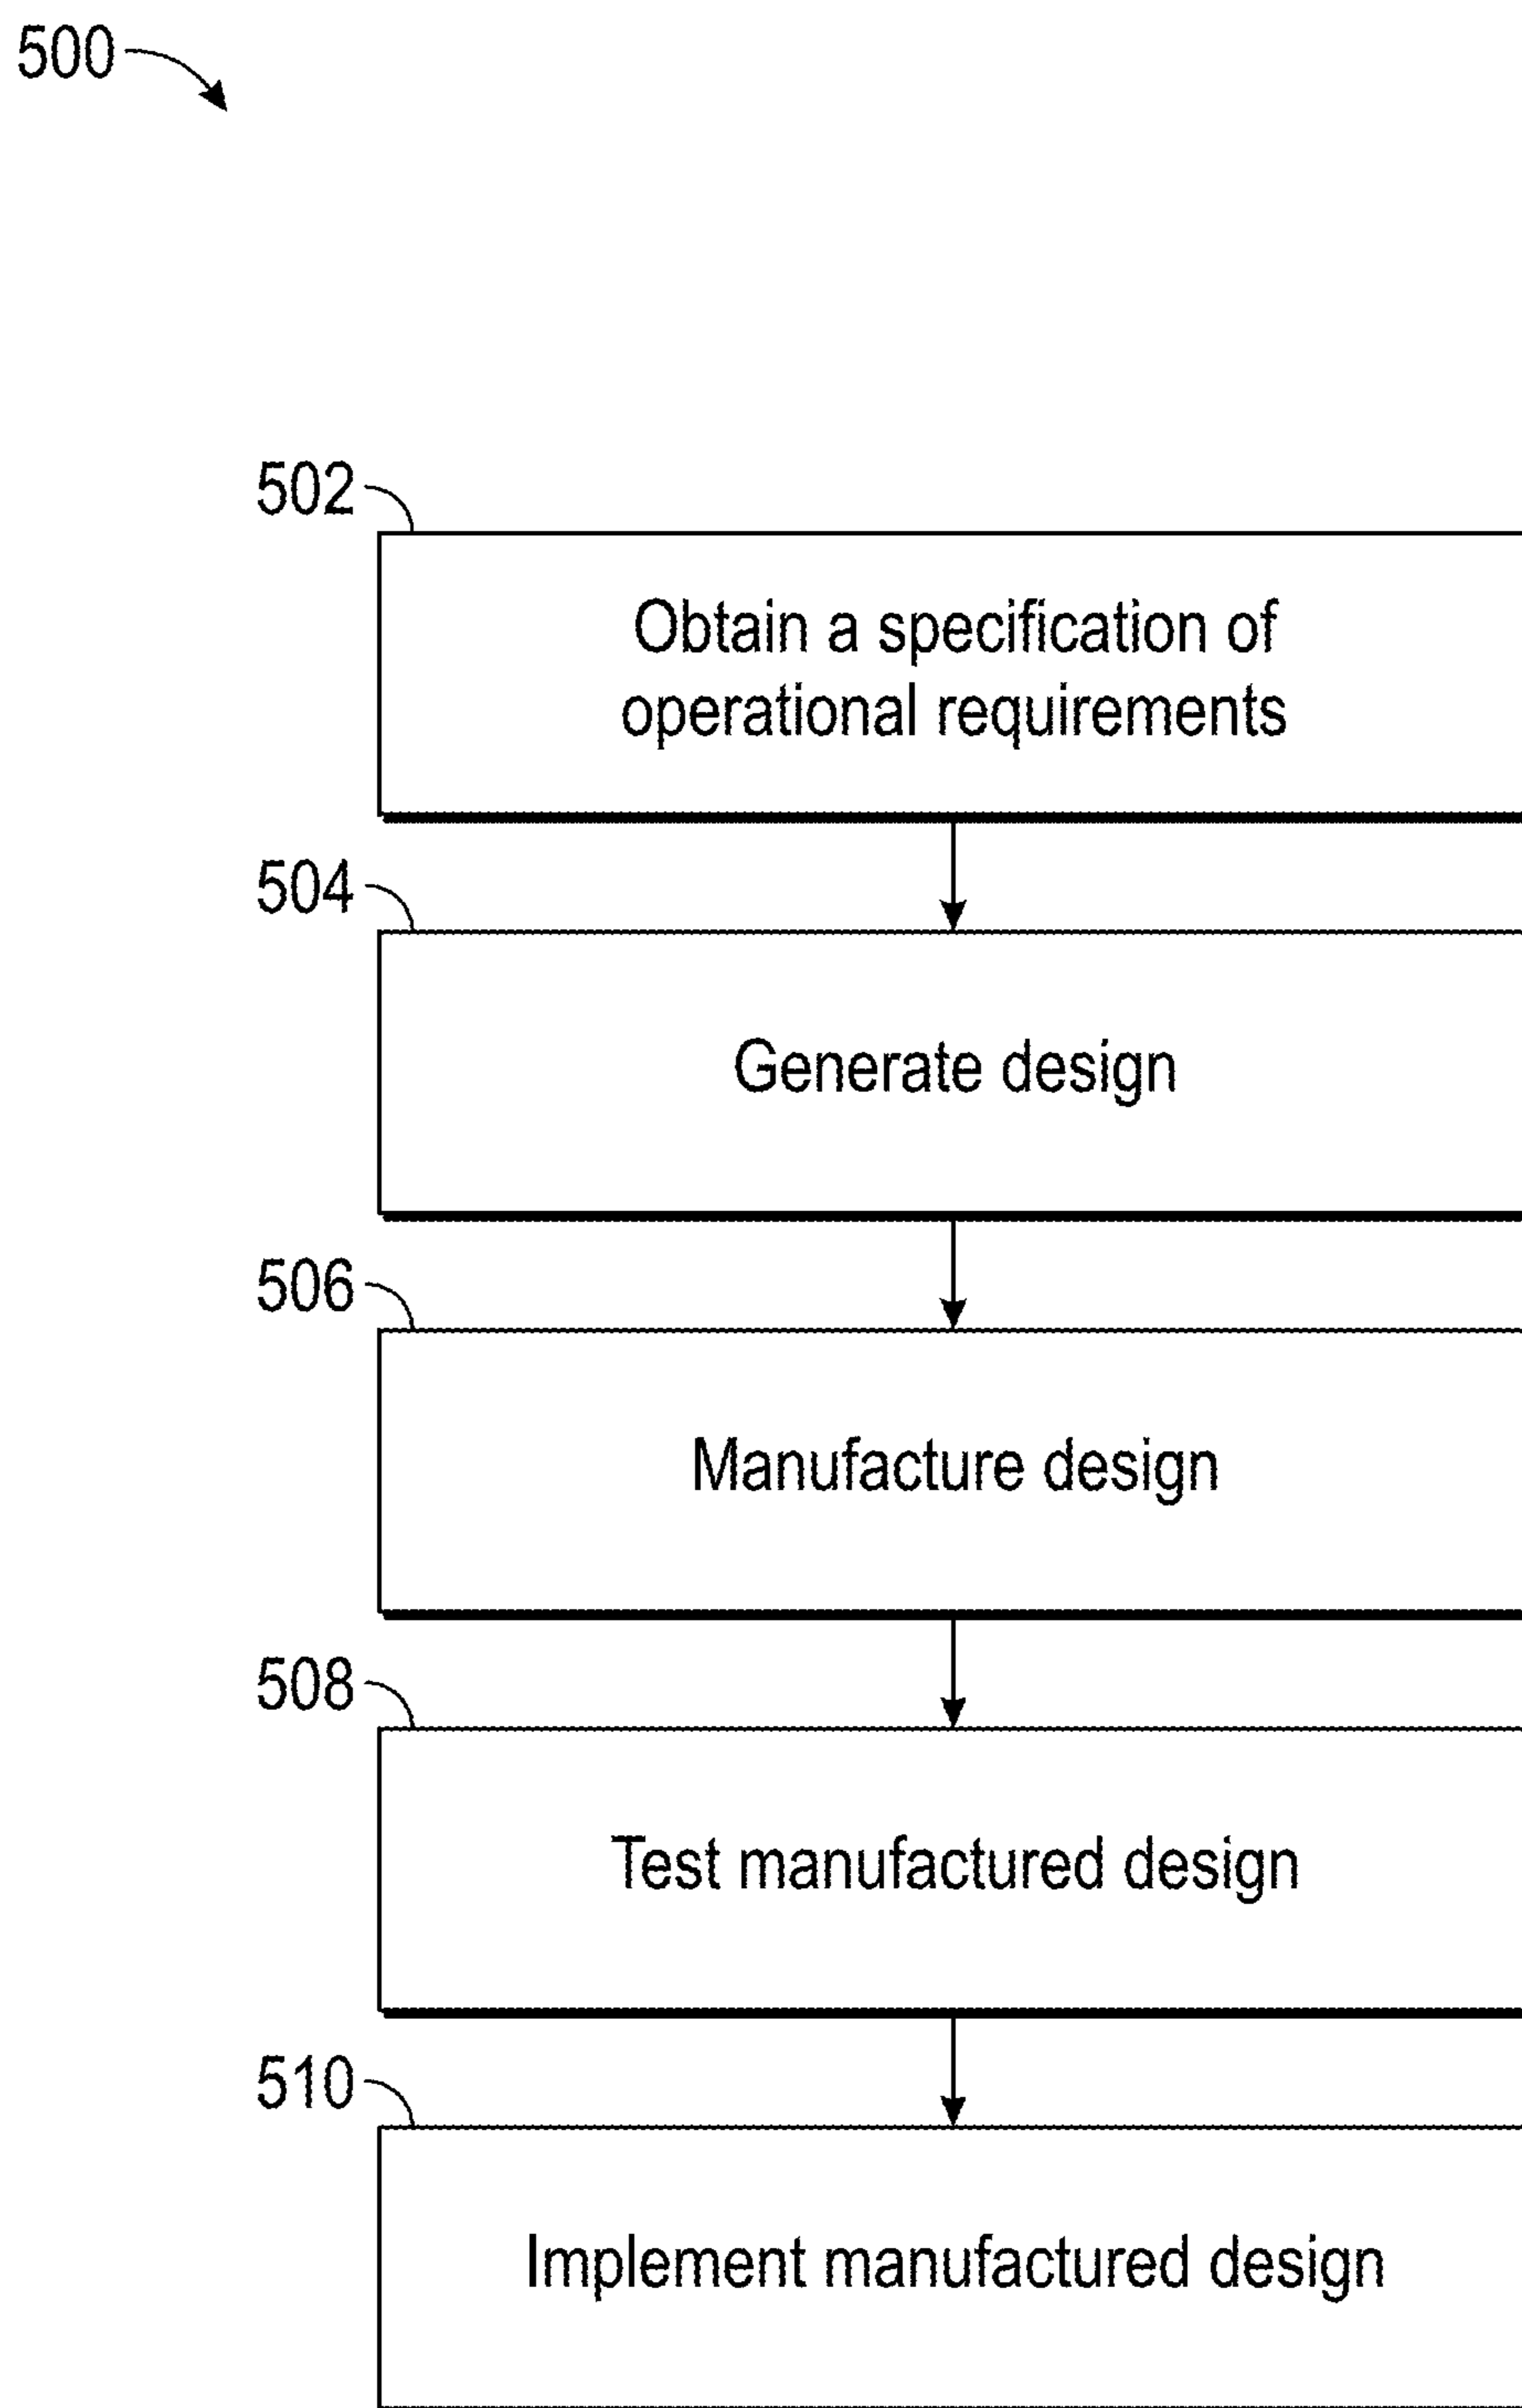 500
502
Obtain a specification of
operational requirements
504
Generate design
506
Manufacture design
508
Test manufactured design
510
Implement manufactured design